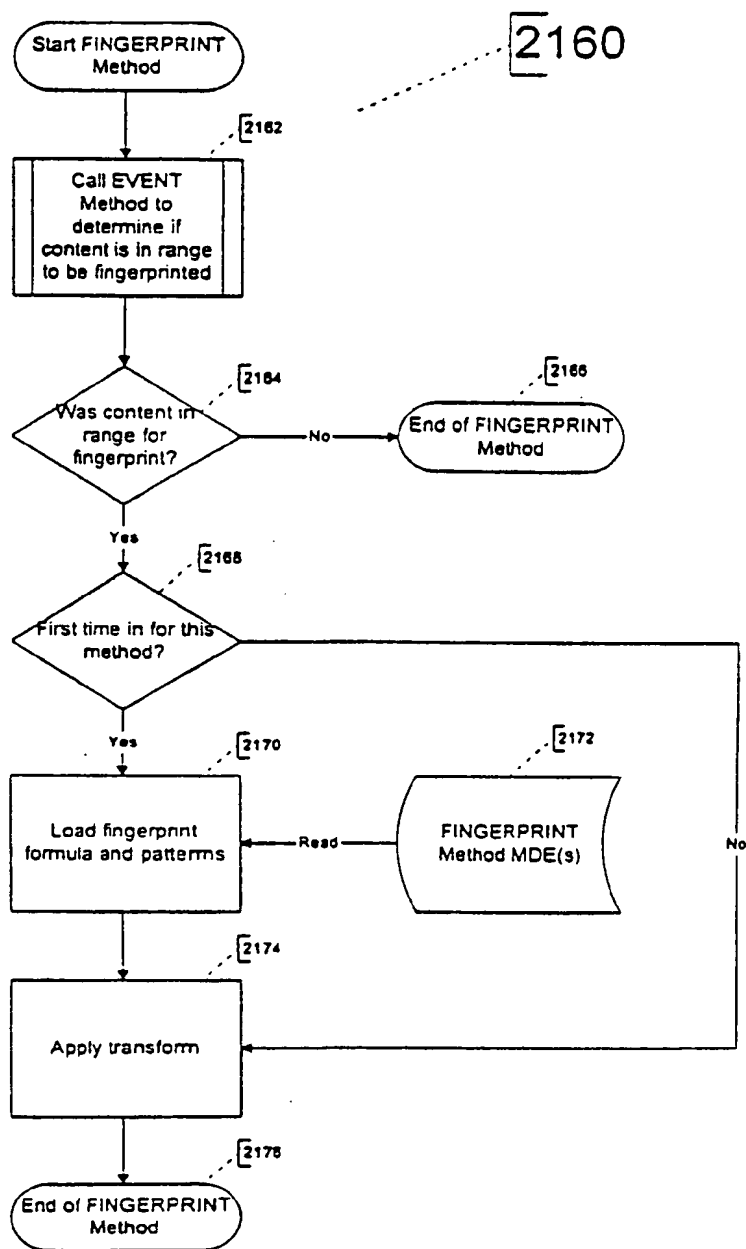 Start FINGERPRINT
Method
2160
2162
Call EVENT
Method to
determine if
content is in range
to be fingerprinted
2164
Was content in
range for
fingerprint?
No
2166
End of FINGERPRINT
Method
Yes
2168
First time in for this
method?
No
Yes
2170
Load fingerprint
formula and patterns
Read
2172
FINGERPRINT
Method MDE(s)
2174
Apply transform
2176
End of FINGERPRINT
Method